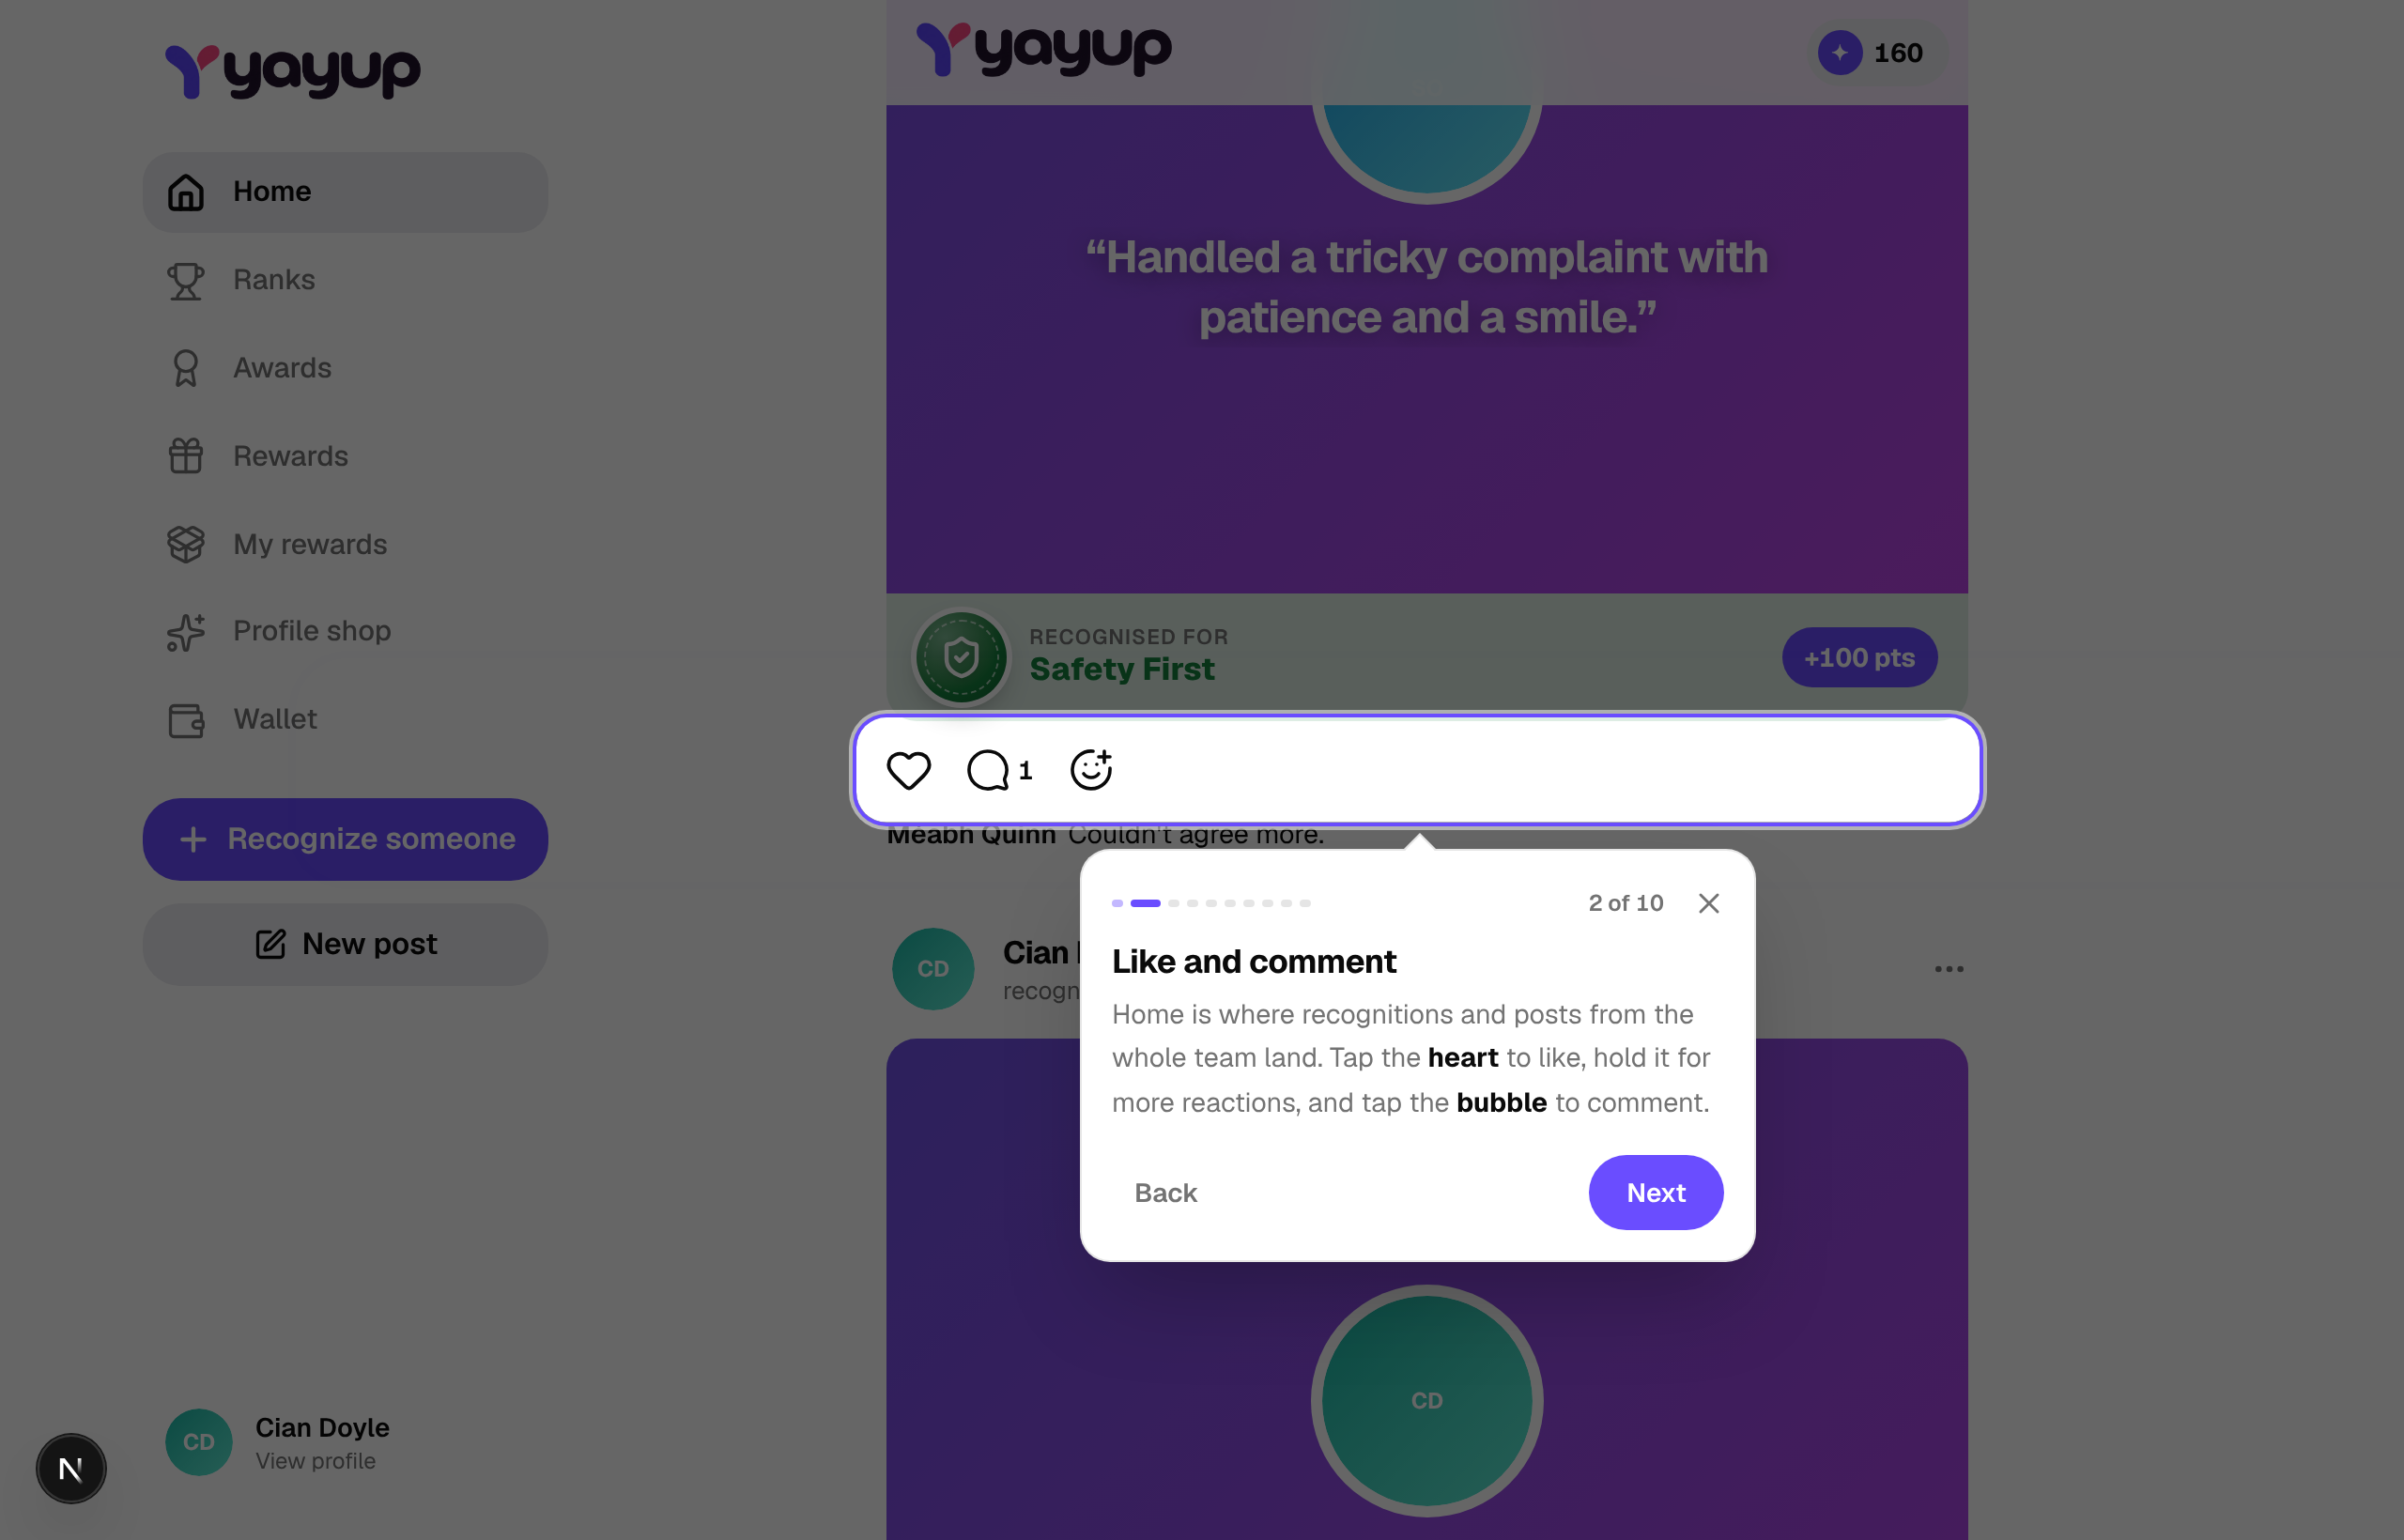 yayup
Home
Ranks
Awards
Rewards
My rewards
Profile shop
Wallet
Recognize someone
New post
CD
Cian Doyle
View profile
N
yayup
160
“Handled a tricky complaint with
patience and a smile.”
RECOGNISED FOR
Safety First
+100 pts
1
Méabh Quinn Couldn't agree more.
2 of 10
Like and comment
Home is where recognitions and posts from the
whole team land. Tap the heart to like, hold it for
more reactions, and tap the bubble to comment.
Back
Next
CD
Cian
recogn
CD